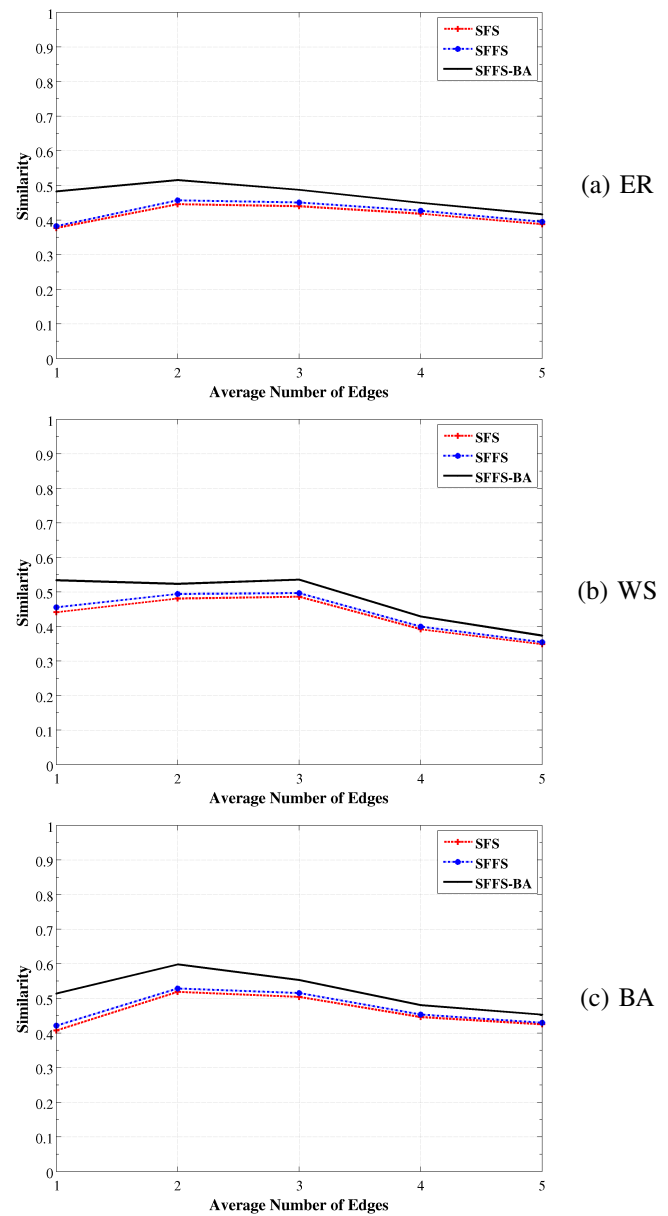 1
0.9
0.8
0.7
0.6
0.5
0.4
0.3
0.2
0.1
0
Similarity
SFS
SFFS
SFFS-BA
1 2 3 4 5
Average Number of Edges
(a) ER
1
0.9
0.8
0.7
0.6
0.5
0.4
0.3
0.2
0.1
0
Similarity
SFS
SFFS
SFFS-BA
1 2 3 4 5
Average Number of Edges
(b) WS
1
0.9
0.8
0.7
0.6
0.5
0.4
0.3
0.2
0.1
0
Similarity
SFS
SFFS
SFFS-BA
1 2 3 4 5
Average Number of Edges
(c) BA